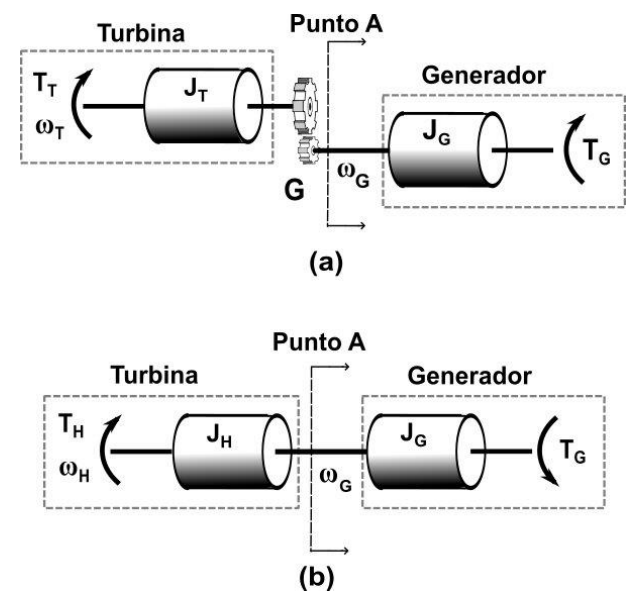 Turbina
Punto A
Generador
T_T
ω_T
J_T
G
ω_G
J_G
T_G
(a)
Turbina
Punto A
Generador
T_H
ω_H
J_H
ω_G
J_G
T_G
(b)